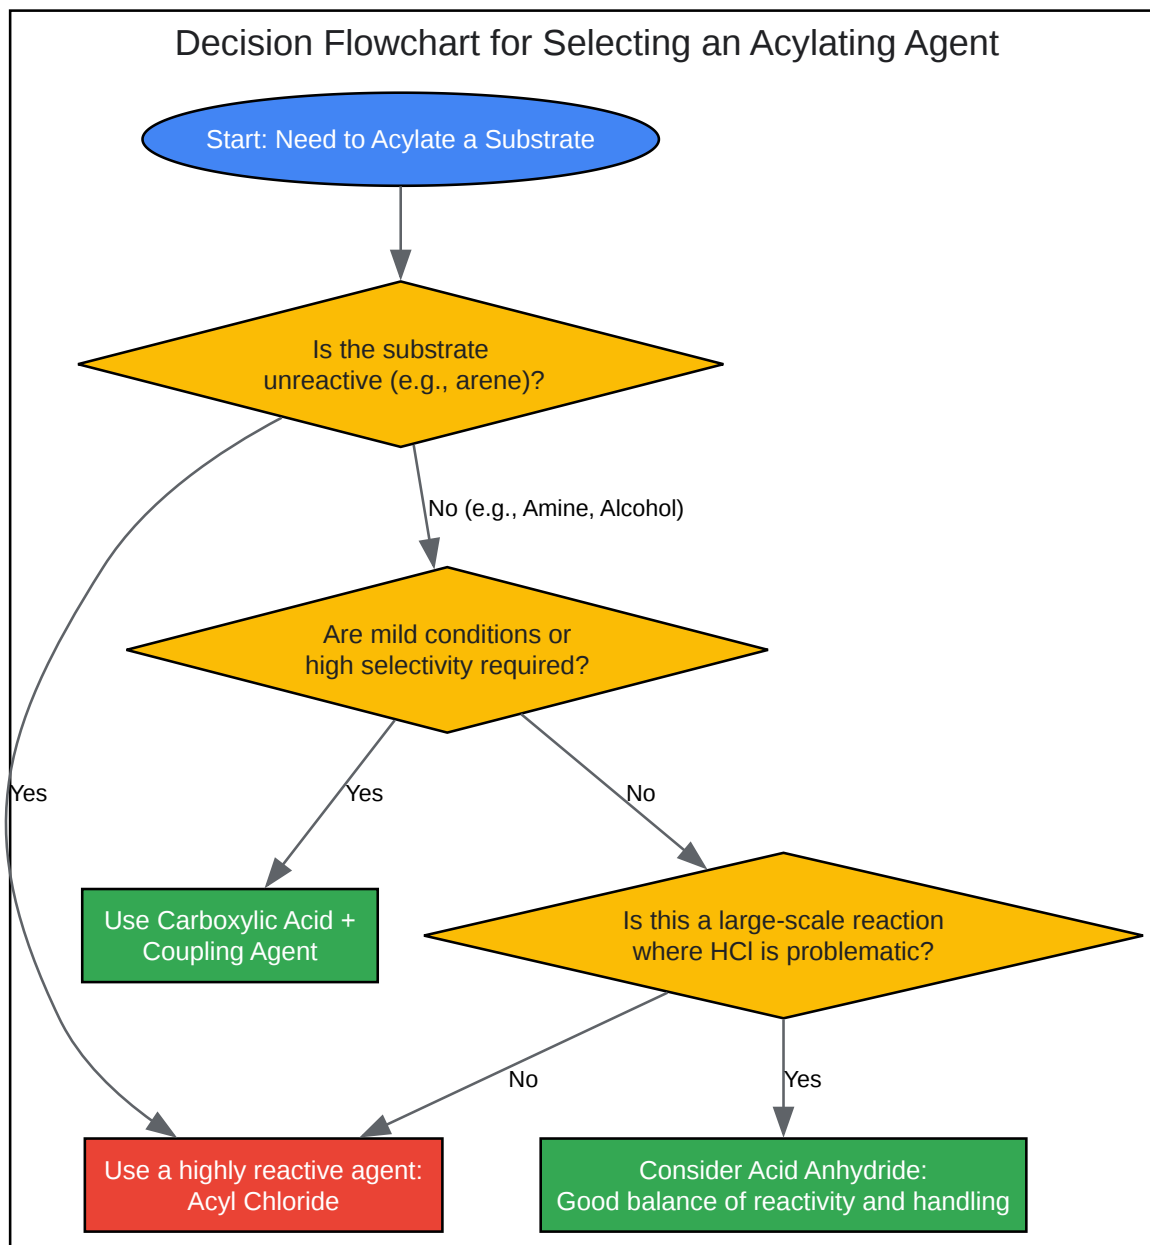 Decision Flowchart for Selecting an Acylating Agent
Start: Need to Acylate a Substrate
Is the substrate
unreactive (e.g., arene)?
No (e.g., Amine, Alcohol)
Are mild conditions or
high selectivity required?
Yes
Yes
No
Use Carboxylic Acid +
Coupling Agent
Is this a large-scale reaction
where HCl is problematic?
No
Yes
Use a highly reactive agent:
Acyl Chloride
Consider Acid Anhydride:
Good balance of reactivity and handling